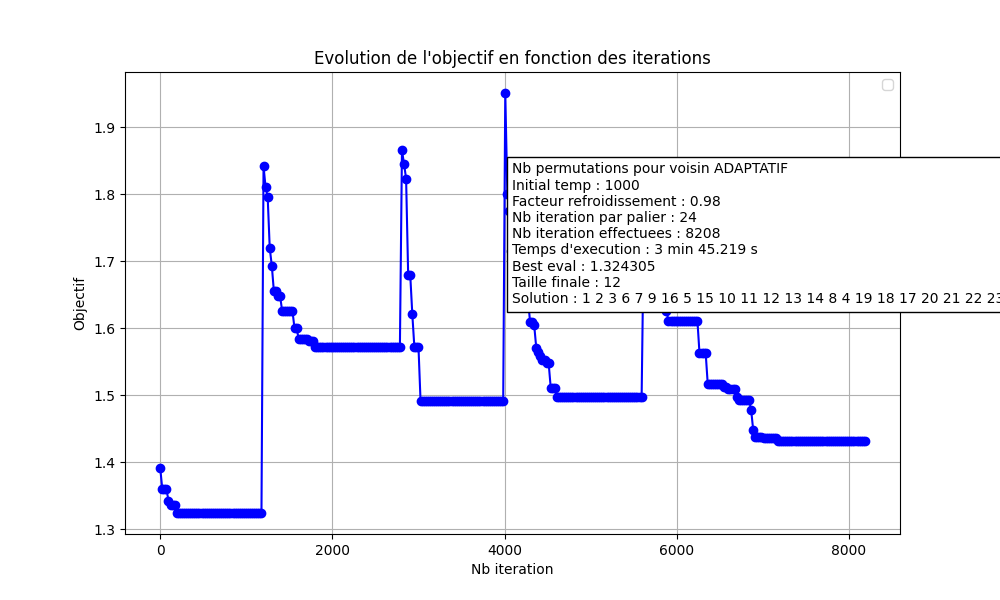 Evolution de l'objectif en fonction des iterations
Objectif
1.9
1.8
1.7
1.6
1.5
1.4
1.3
Nb permutations pour voisin ADAPTATIF
Initial temp : 1000
Facteur refroidissement : 0.98
Nb iteration par palier : 24
Nb iteration effectuees : 8208
Temps d'execution : 3 min 45.219 s
Best eval : 1.324305
Taille finale : 12
Solution : 1 2 3 6 7 9 16 5 15 10 11 12 13 14 8 4 19 18 17 20 21 22 23
0 2000 4000 6000 8000
Nb iteration